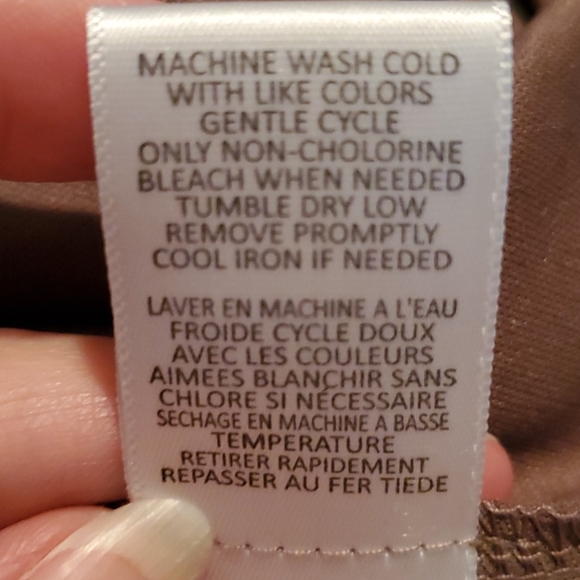 MACHINE WASH COLD
WITH LIKE COLORS
GENTLE CYCLE
ONLY NON-CHOLORINE
BLEACH WHEN NEEDED
TUMBLE DRY LOW
REMOVE PROMPTLY
COOL IRON IF NEEDED
LAVER EN MACHINE A L'EAU
FROIDE CYCLE DOUX
AVEC LES COULEURS
AIMEES BLANCHIR SANS
CHLORE SI NÉCESSAIRE
SECHAGE EN MACHINE A BASSE
TEMPERATURE
RETIRER RAPIDEMENT
REPASSER AU FER TIEDE